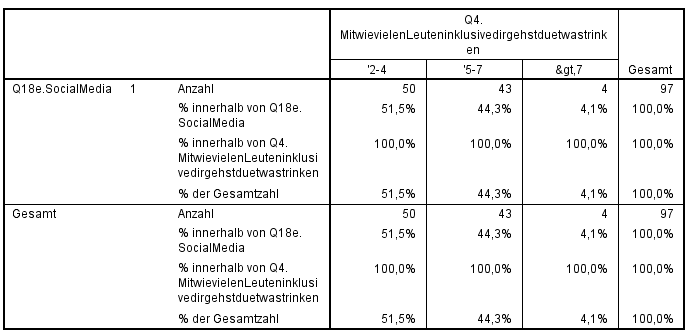 Q4.
MitwievielenLeuteninklusivedirgehstduetwastrink
en
'2-4 '5-7 &gt,7 Gesamt
Q18e.SocialMedia 1 Anzahl 50 43 4 97
% innerhalb von Q18e. 51,5% 44,3% 4,1% 100,0%
SocialMedia
% innerhalb von Q4. 100,0% 100,0% 100,0% 100,0%
MitwievielenLeuteninklusi
vedirgehstduetwastrinken
% der Gesamtzahl 51,5% 44,3% 4,1% 100,0%
Gesamt Anzahl 50 43 4 97
% innerhalb von Q18e. 51,5% 44,3% 4,1% 100,0%
SocialMedia
% innerhalb von Q4. 100,0% 100,0% 100,0% 100,0%
MitwievielenLeuteninklusi
vedirgehstduetwastrinken
% der Gesamtzahl 51,5% 44,3% 4,1% 100,0%